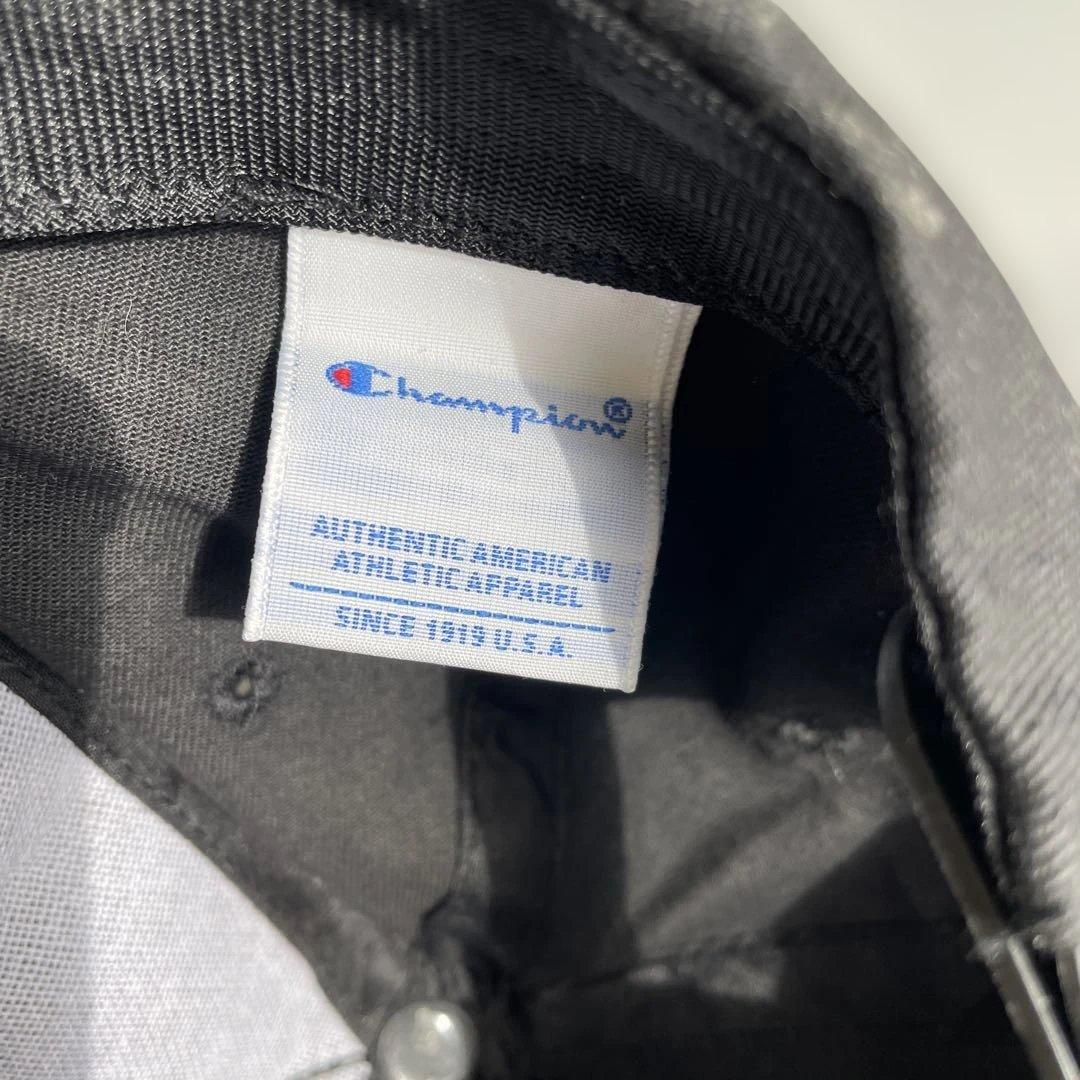 Champion®
AUTHENTIC AMERICAN
ATHLETIC APPAREL
SINCE 1919 U.S.A.